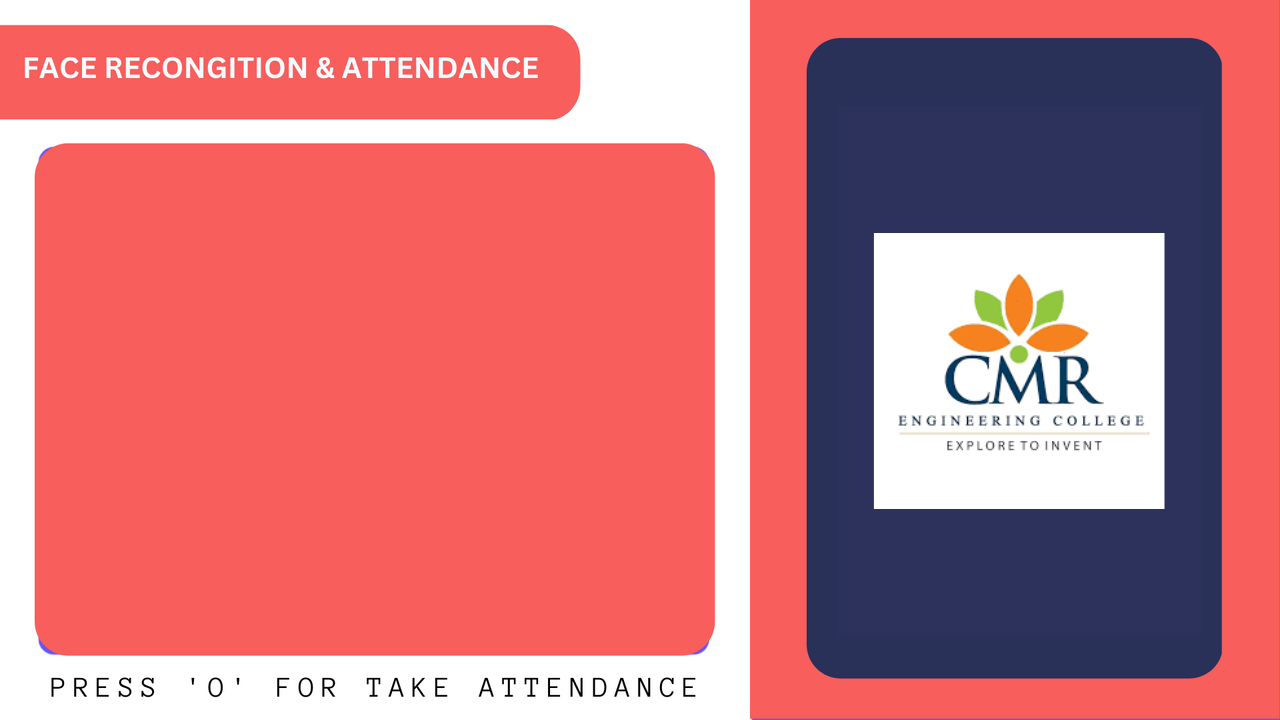 FACE RECONGITION & ATTENDANCE
PRESS 'O' FOR TAKE ATTENDANCE
CMR
ENGINEERING COLLEGE
EXPLORE TO INVENT